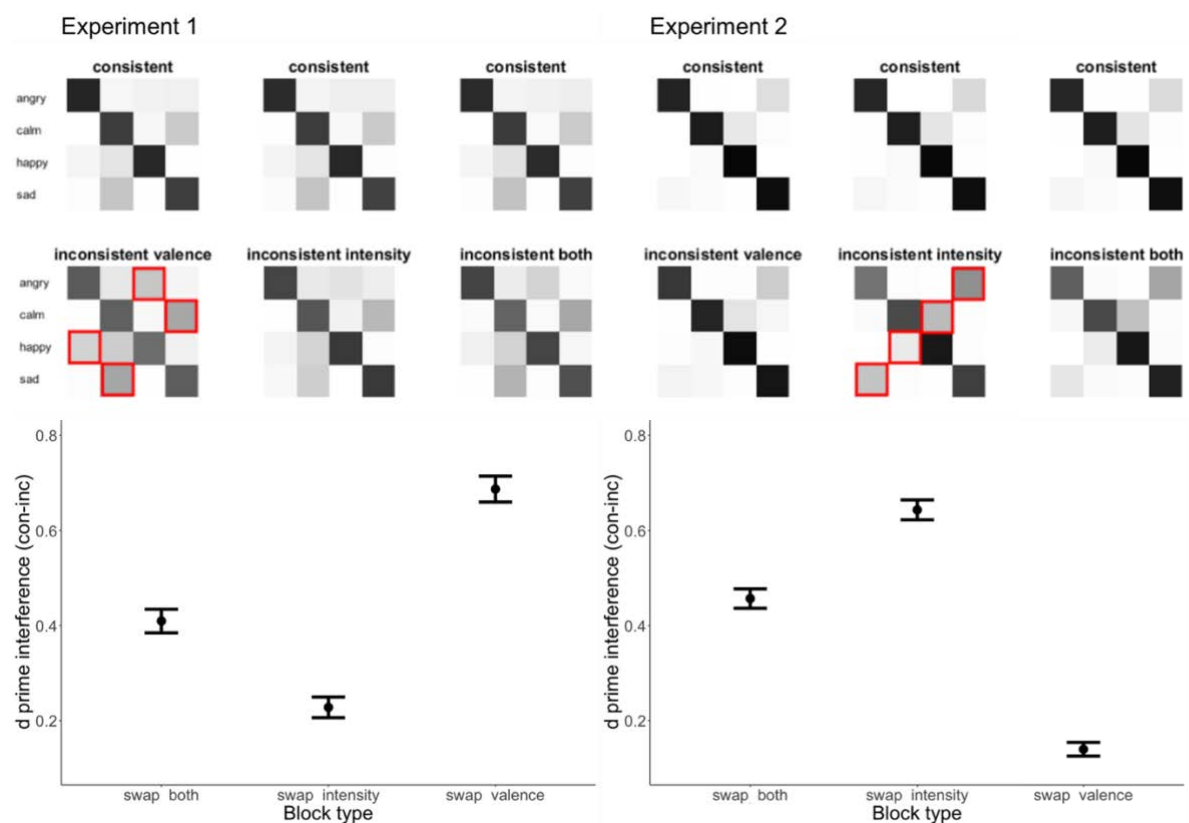 Experiment 1
consistent consistent consistent
angry
calm
happy
sad
inconsistent valence inconsistent intensity inconsistent both
angry
calm
happy
sad
d prime interference (con-inc)
0.8
0.6
0.4
0.2
swap both swap intensity swap valence
Block type
Experiment 2
consistent consistent consistent
inconsistent valence inconsistent intensity inconsistent both
d prime interference (con-inc)
0.8
0.6
0.4
0.2
swap both swap intensity swap valence
Block type